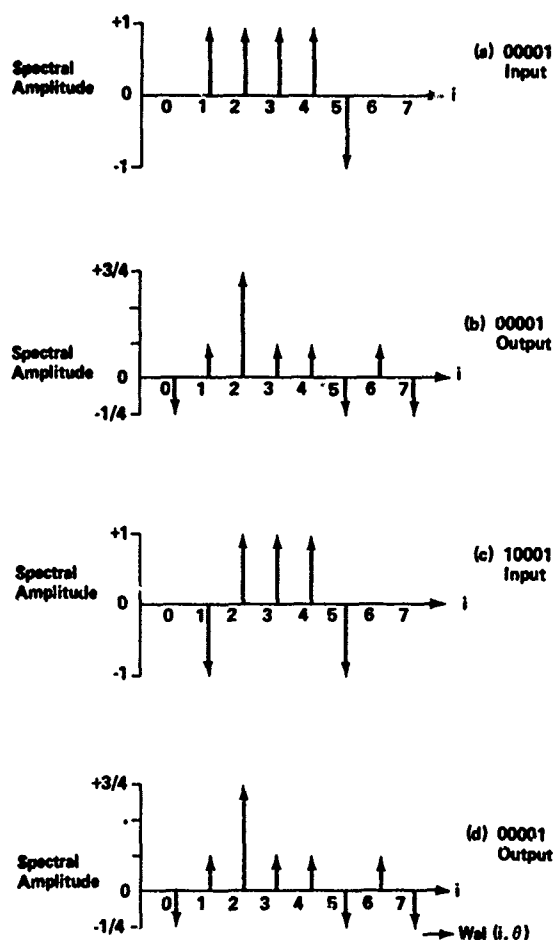 +1
(a) 00001
Input
Spectral
Amplitude
0
0 1 2 3 4 5 6 7
i
-1
+3/4
(b) 00001
Output
Spectral
Amplitude
0
0 1 2 3 4 5 6 7
i
-1/4
+1
(c) 10001
Input
Spectral
Amplitude
0
0 1 2 3 4 5 6 7
i
-1
+3/4
(d) 00001
Output
Spectral
Amplitude
0
0 1 2 3 4 5 6 7
i
-1/4
Wal (i, θ)